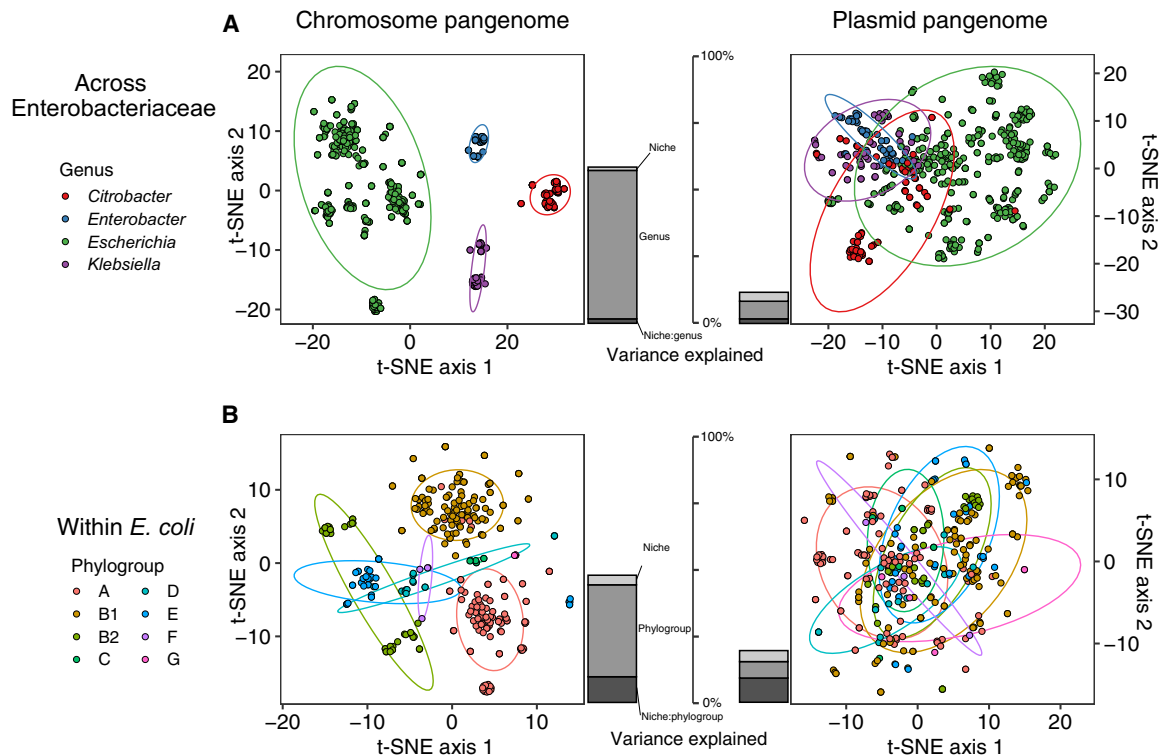 A
Chromosome pangenome
Plasmid pangenome
Across
Enterobacteriaceae
Genus
Citrobacter
Enterobacter
Escherichia
Klebsiella
t-SNE axis 2
20
10
0
−10
−20
−20
0
20
t-SNE axis 1
100%
0%
Niche
Genus
Niche:genus
Variance explained
20
10
0
−10
−20
−30
t-SNE axis 2
−20
−10
0
10
20
t-SNE axis 1
B
Within E. coli
Phylogroup
A
D
B1
E
B2
F
C
G
t-SNE axis 2
10
0
−10
−20
−10
0
10
t-SNE axis 1
100%
0%
Niche
Phylogroup
Niche:phylogroup
Variance explained
10
0
−10
t-SNE axis 2
−10
0
10
20
t-SNE axis 1